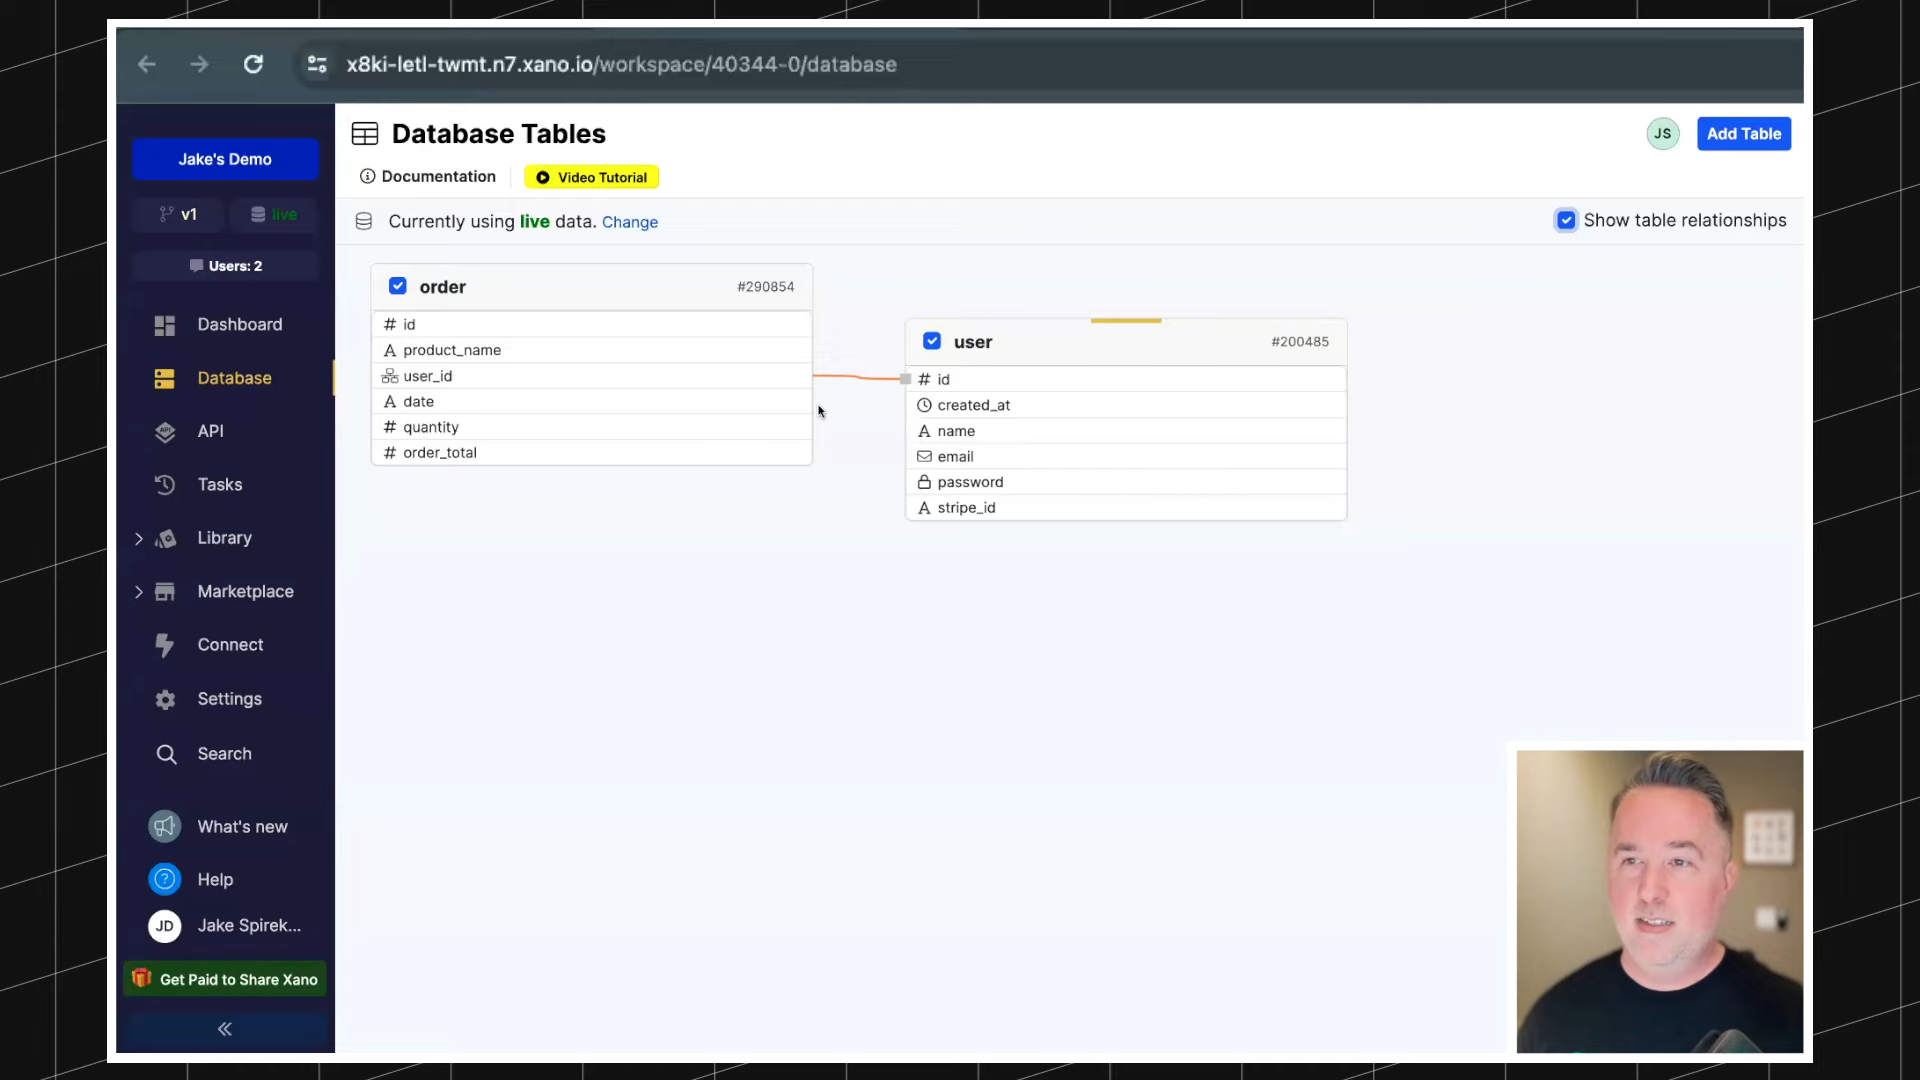 x8ki-letl-twmt.n7.xano.io/workspace/40344-0/database
Jake's Demo
v1
live
Users: 2
Dashboard
Database
API
Tasks
Library
Marketplace
Connect
Settings
Search
What's new
Help
JD
Jake Spirek...
Get Paid to Share Xano
Database Tables
JS
Add Table
Documentation
Video Tutorial
Currently using live data. Change
Show table relationships
order
#290854
# id
A product_name
user_id
A date
# quantity
# order_total
user
#200485
# id
created_at
A name
email
password
A stripe_id